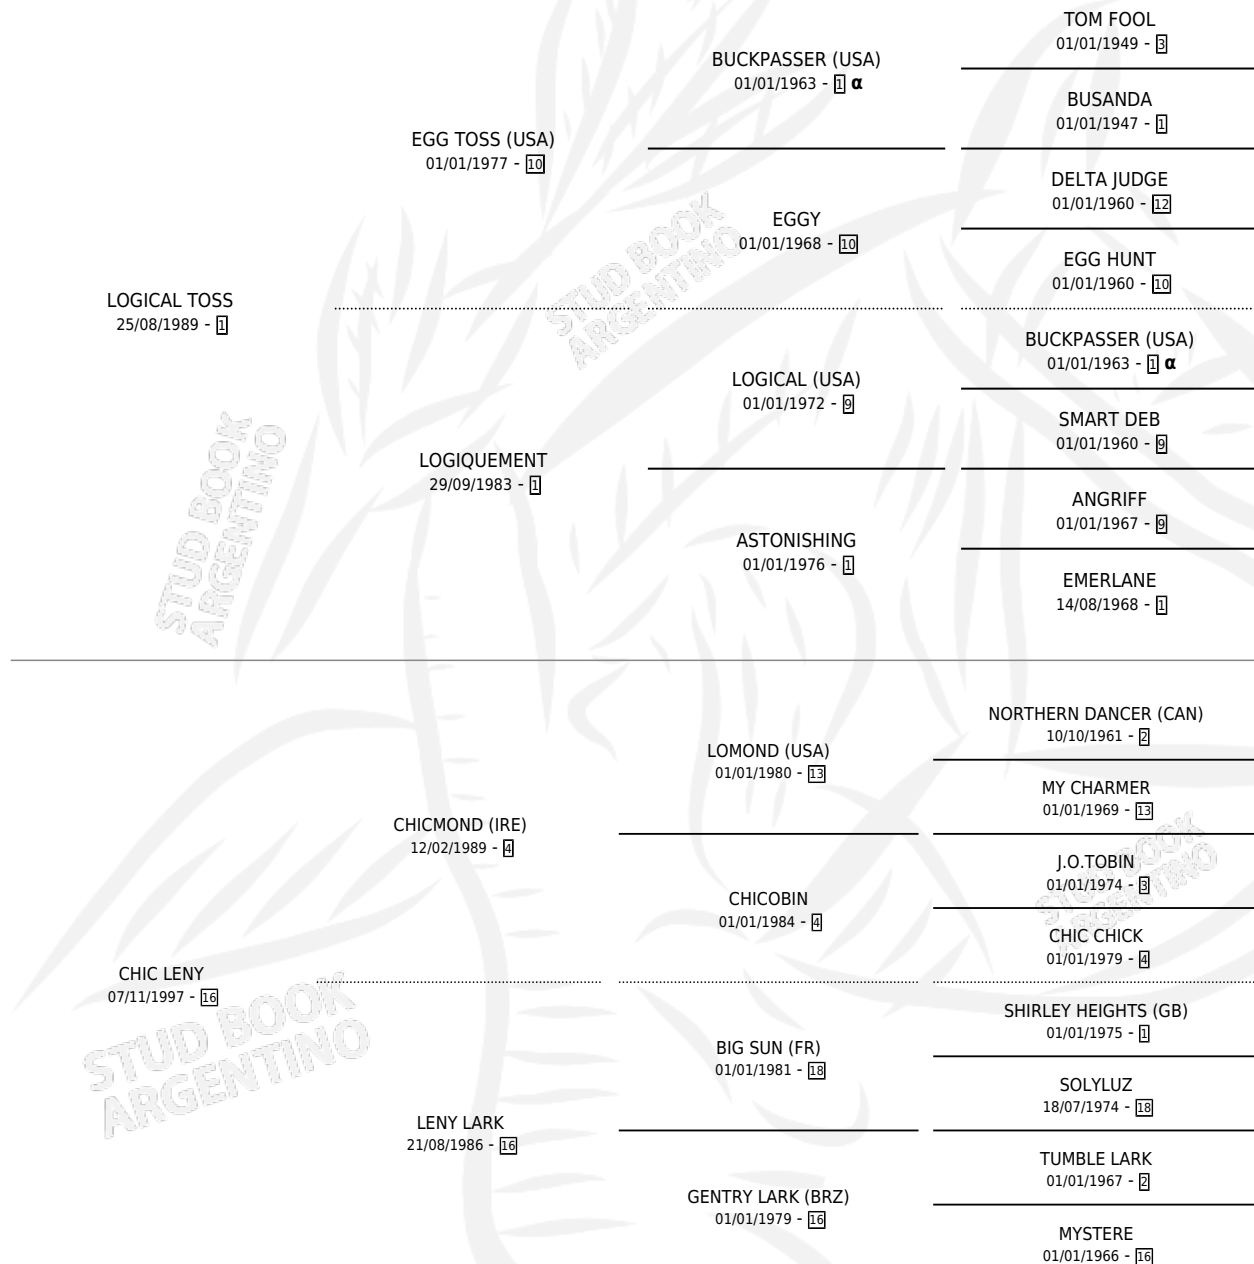 TOM FOOL
01/01/1949 - 3
BUCKPASSER (USA)
01/01/1963 - 1 α
BUSANDA
01/01/1947 - 1
EGG TOSS (USA)
01/01/1977 - 10
DELTA JUDGE
01/01/1960 - 12
EGGY
01/01/1968 - 10
EGG HUNT
01/01/1960 - 10
LOGICAL TOSS
25/08/1989 - 1
BUCKPASSER (USA)
01/01/1963 - 1 α
LOGICAL (USA)
01/01/1972 - 9
SMART DEB
01/01/1960 - 9
LOGIQUEMENT
29/09/1983 - 1
ANGRIFF
01/01/1967 - 9
ASTONISHING
01/01/1976 - 1
EMERLANE
14/08/1968 - 1
NORTHERN DANCER (CAN)
10/10/1961 - 2
LOMOND (USA)
01/01/1980 - 13
MY CHARMER
01/01/1969 - 13
CHICMOND (IRE)
12/02/1989 - 4
J.O.TOBIN
01/01/1974 - 3
CHICOBIN
01/01/1984 - 4
CHIC CHICK
01/01/1979 - 4
CHIC LENY
07/11/1997 - 16
SHIRLEY HEIGHTS (GB)
01/01/1975 - 1
BIG SUN (FR)
01/01/1981 - 18
SOLYLUZ
18/07/1974 - 18
LENY LARK
21/08/1986 - 16
TUMBLE LARK
01/01/1967 - 2
GENTRY LARK (BRZ)
01/01/1979 - 16
MYSTERE
01/01/1966 - 16
STUD BOOK
ARGENTINO
STUD BOOK
ARGENTINO
STUD BOOK
ARGENTINO
STUD BOOK
ARGENTINO